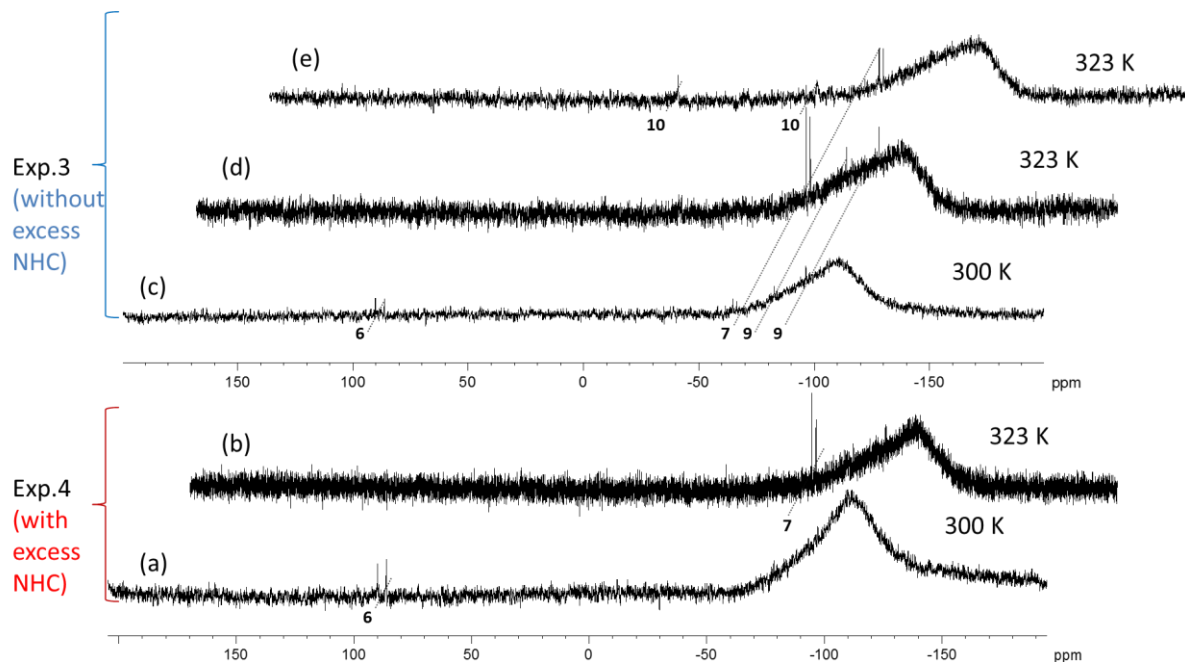 (e)
323 K
10
10
Exp.3
(without
excess
NHC)
(d)
323 K
(c)
300 K
6
7
9
9
150
100
50
0
-50
-100
-150
ppm
Exp.4
(with
excess
NHC)
(b)
323 K
7
(a)
300 K
6
150
100
50
0
-50
-100
-150
ppm